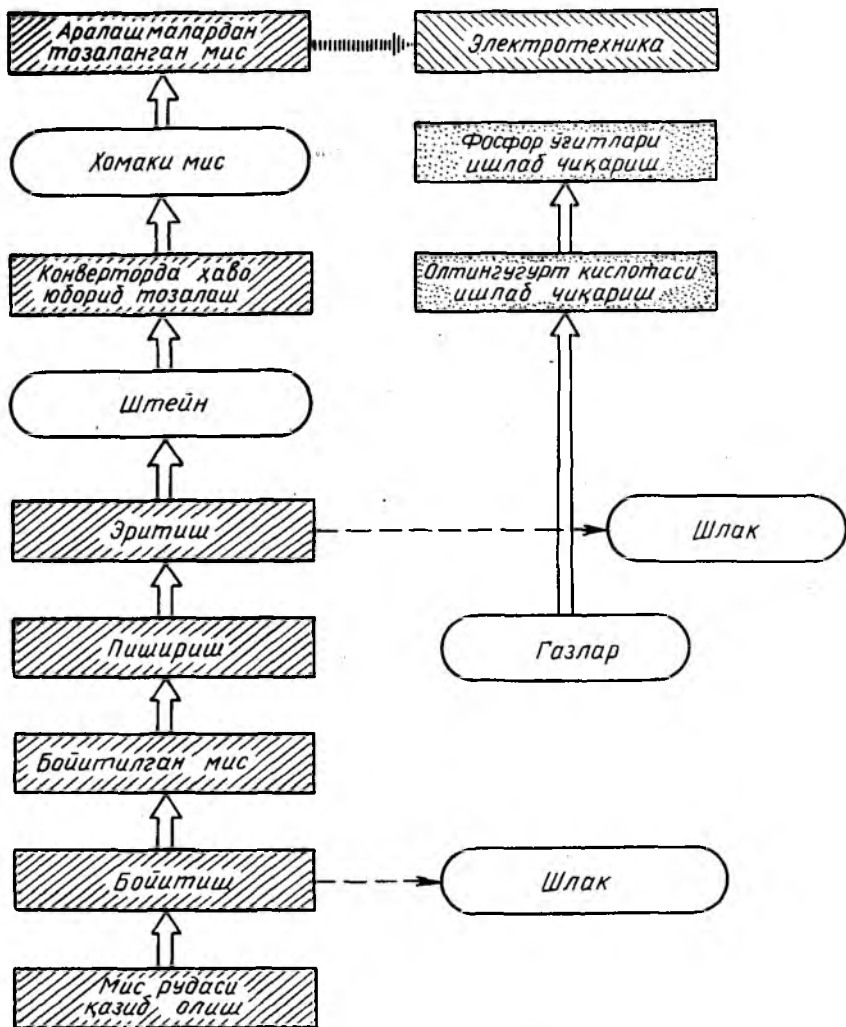 Аралашмалардан
тозаланган мис
Электротехника
Фосфор ўғитлари
ишлаб чиқариш
Хомаки мис
Конверторда ҳаво
юбориб тозалаш
Олтингугурт кислотаси
ишлаб чиқариш
Штейн
Эритиш
Шлак
Пишириш
Газлар
Бойитилган мис
Бойитиш
Шлак
Мис рудаси
қазиб олиш